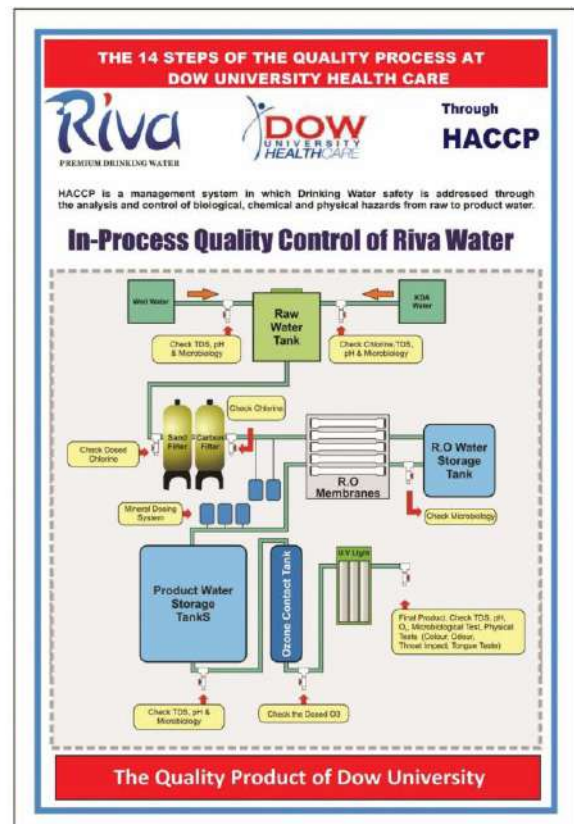 THE 14 STEPS OF THE QUALITY PROCESS AT
DOW UNIVERSITY HEALTH CARE
Riva
PREMIUM DRINKING WATER
DOW
UNIVERSITY
HEALTHCARE
Through
HACCP
HACCP is a management system in which Drinking Water safety is addressed through
the analysis and control of biological, chemical and physical hazards from raw to product water.
In-Process Quality Control of Riva Water
Well Water
Raw
Water
Tank
KDA
Water
Check TDS, pH
& Microbiology
Check Chlorine, TDS,
pH & Microbiology
Check Chlorine
Sand
Filter
Carbon
Filter
Check Dosed
Chlorine
R.O
Membranes
R.O Water
Storage
Tank
Mineral Dosing
System
Check Microbiology
Product Water
Storage
TankS
Ozone Contact Tank
U.V Light
Final Product, Check TDS, pH,
O₃, Microbiological Test, Physical
Tests (Colour, Odour,
Throat Impact, Tongue Taste)
Check TDS, pH &
Microbiology
Check the Dosed O3
The Quality Product of Dow University